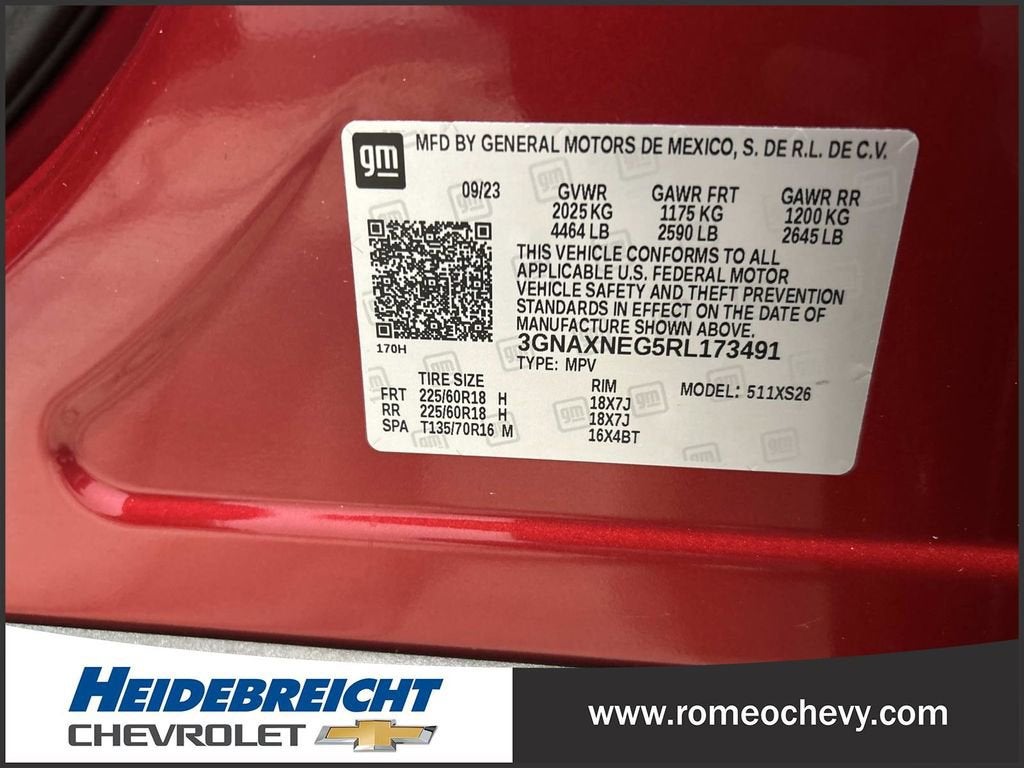 gm MFD BY GENERAL MOTORS DE MEXICO, S. DE R.L. DE C.V.
09/23 GVWR GAWR FRT GAWR RR
2025 KG 1175 KG 1200 KG
4464 LB 2590 LB 2645 LB
THIS VEHICLE CONFORMS TO ALL
APPLICABLE U.S. FEDERAL MOTOR
VEHICLE SAFETY AND THEFT PREVENTION
STANDARDS IN EFFECT ON THE DATE OF
MANUFACTURE SHOWN ABOVE.
170H
3GNAXNEG5RL173491
TYPE: MPV
TIRE SIZE RIM MODEL: 511XS26
FRT 225/60R18 H 18X7J
RR 225/60R18 H 18X7J
SPA T135/70R16 M 16X4BT
HEIDEBREICHT
CHEVROLET
www.romeochevy.com